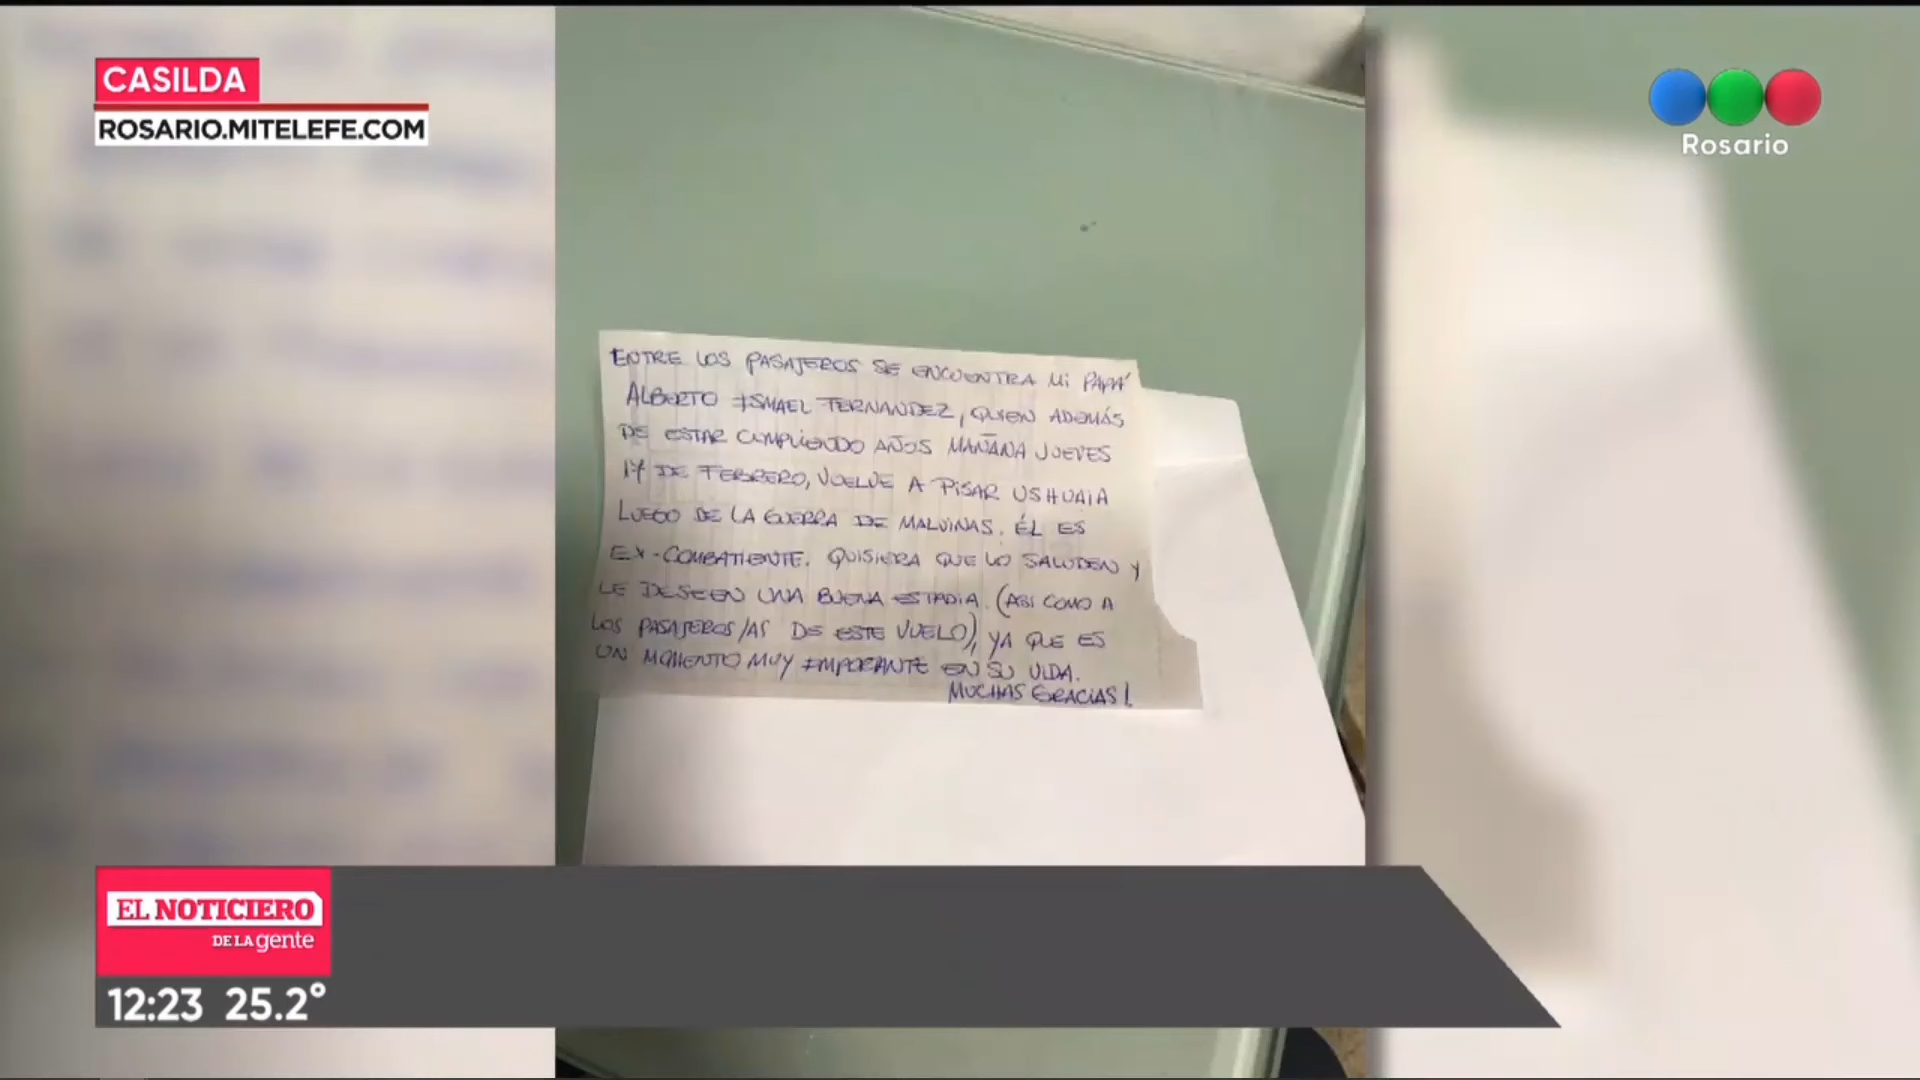 CASILDA
ROSARIO.MITELEFE.COM
Rosario
ENTRE LOS PASAJEROS SE ENCUENTRA MI PAPÁ
ALBERTO ISMAEL FERNANDEZ, QUIEN ADEMÁS
DE ESTAR CUMPLIENDO AÑOS MAÑANA JUEVES
17 DE FEBRERO, VUELVE A PISAR USHUAIA
LUEGO DE LA GUERRA DE MALVINAS. ÉL ES
EX-COMBATIENTE. QUISIERA QUE LO SALUDEN Y
LE DESEEN UNA BUENA ESTADIA. (ASI COMO A
LOS PASAJEROS/AS DE ESTE VUELO), YA QUE ES
UN MOMENTO MUY IMPORANTE EN SU VIDA.
MUCHAS GRACIAS!
EL NOTICIERO
DE LA gente
12:23 25.2°